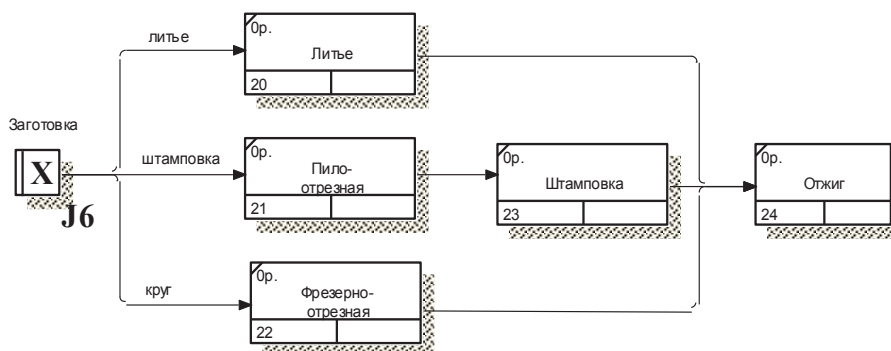 литье
0р.
Литье
20
Заготовка
X
J6
штамповка
0р.
Пило-
отрезная
21
0р.
Штамповка
23
0р.
Отжиг
24
круг
0р.
Фрезерно-
отрезная
22